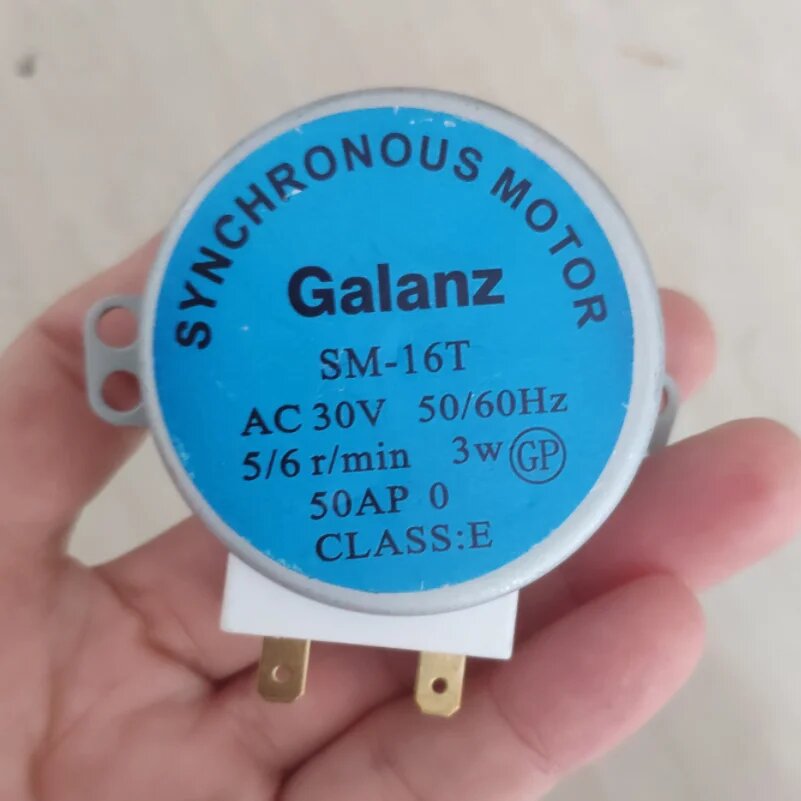 SYNCHRONOUS MOTOR
Galanz
SM-16T
AC 30V 50/60Hz
5/6 r/min 3w GP
50AP 0
CLASS:E